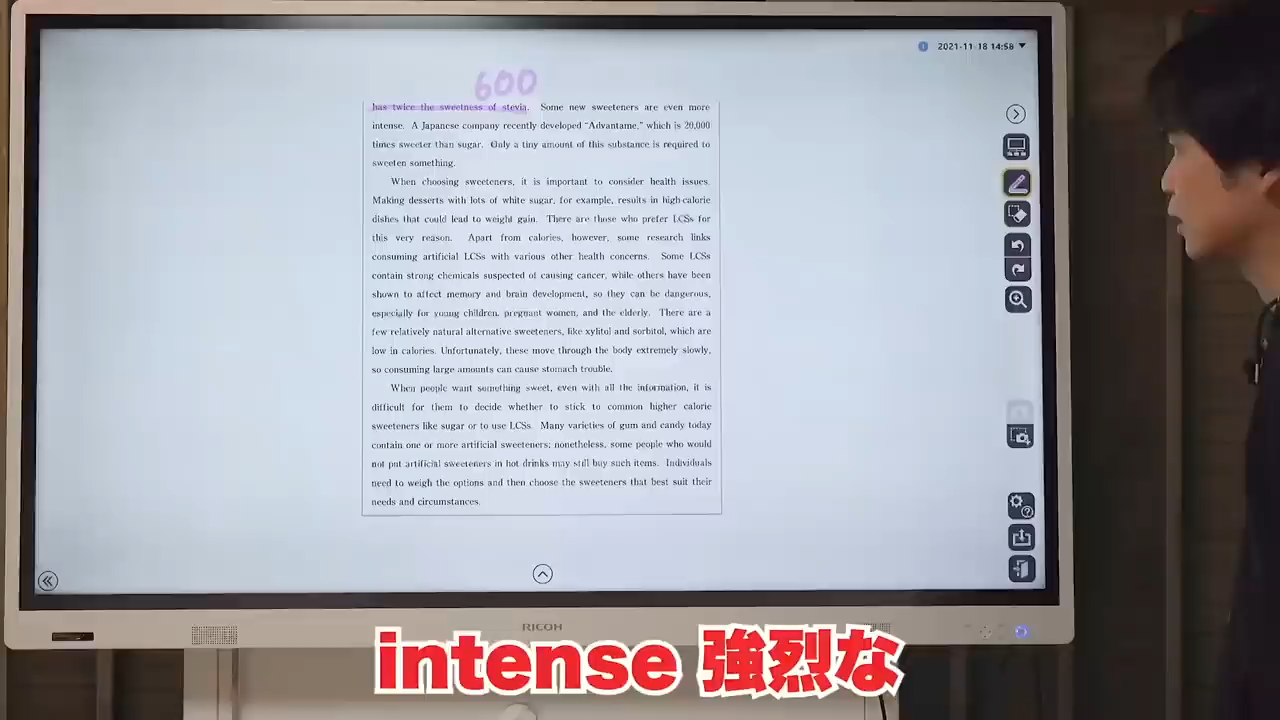 2021-11-18 14:58
600
has twice the sweetness of stevia. Some new sweeteners are even more
intense. A Japanese company recently developed "Advantame," which is 20,000
times sweeter than sugar. Only a tiny amount of this substance is required to
sweeten something.
When choosing sweeteners, it is important to consider health issues.
Making desserts with lots of white sugar, for example, results in high-calorie
dishes that could lead to weight gain. There are those who prefer LCSs for
this very reason. Apart from calories, however, some research links
consuming artificial LCSs with various other health concerns. Some LCSs
contain strong chemicals suspected of causing cancer, while others have been
shown to affect memory and brain development, so they can be dangerous,
especially for young children, pregnant women, and the elderly. There are a
few relatively natural alternative sweeteners, like xylitol and sorbitol, which are
low in calories. Unfortunately, these move through the body extremely slowly,
so consuming large amounts can cause stomach trouble.
When people want something sweet, even with all the information, it is
difficult for them to decide whether to stick to common higher calorie
sweeteners like sugar or to use LCSs. Many varieties of gum and candy today
contain one or more artificial sweeteners; nonetheless, some people who would
not put artificial sweeteners in hot drinks may still buy such items. Individuals
need to weigh the options and then choose the sweeteners that best suit their
needs and circumstances.
RICOH
intense 強烈な